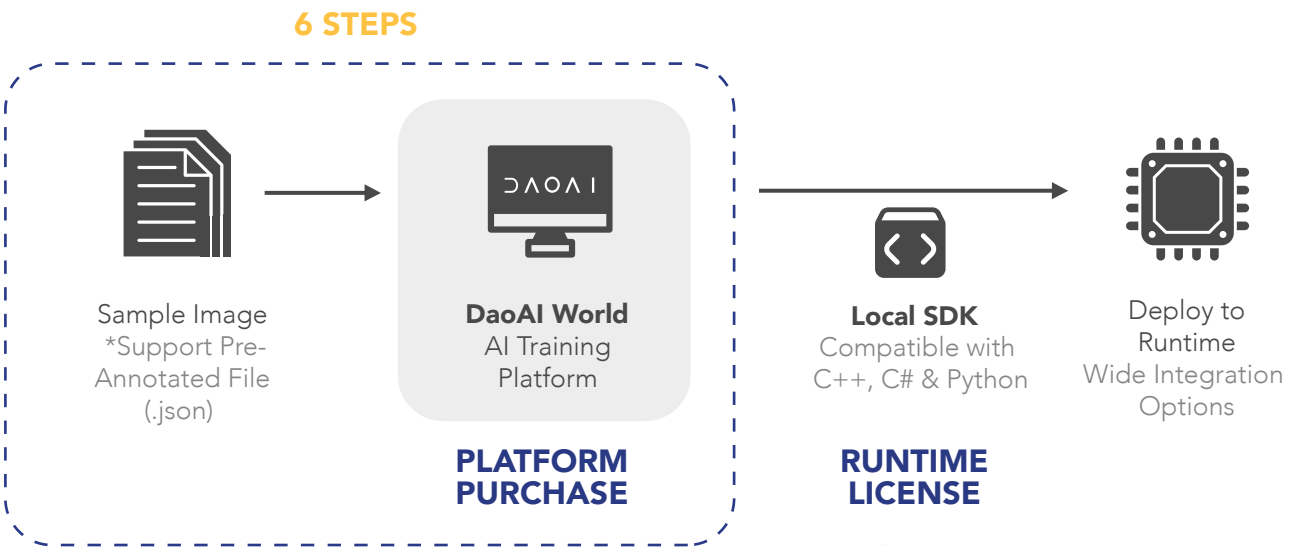 6 STEPS
DAOAI
Sample Image
*Support Pre-
Annotated File
(.json)
DaoAI World
AI Training
Platform
PLATFORM
PURCHASE
Local SDK
Compatible with
C++, C# & Python
RUNTIME
LICENSE
Deploy to
Runtime
Wide Integration
Options